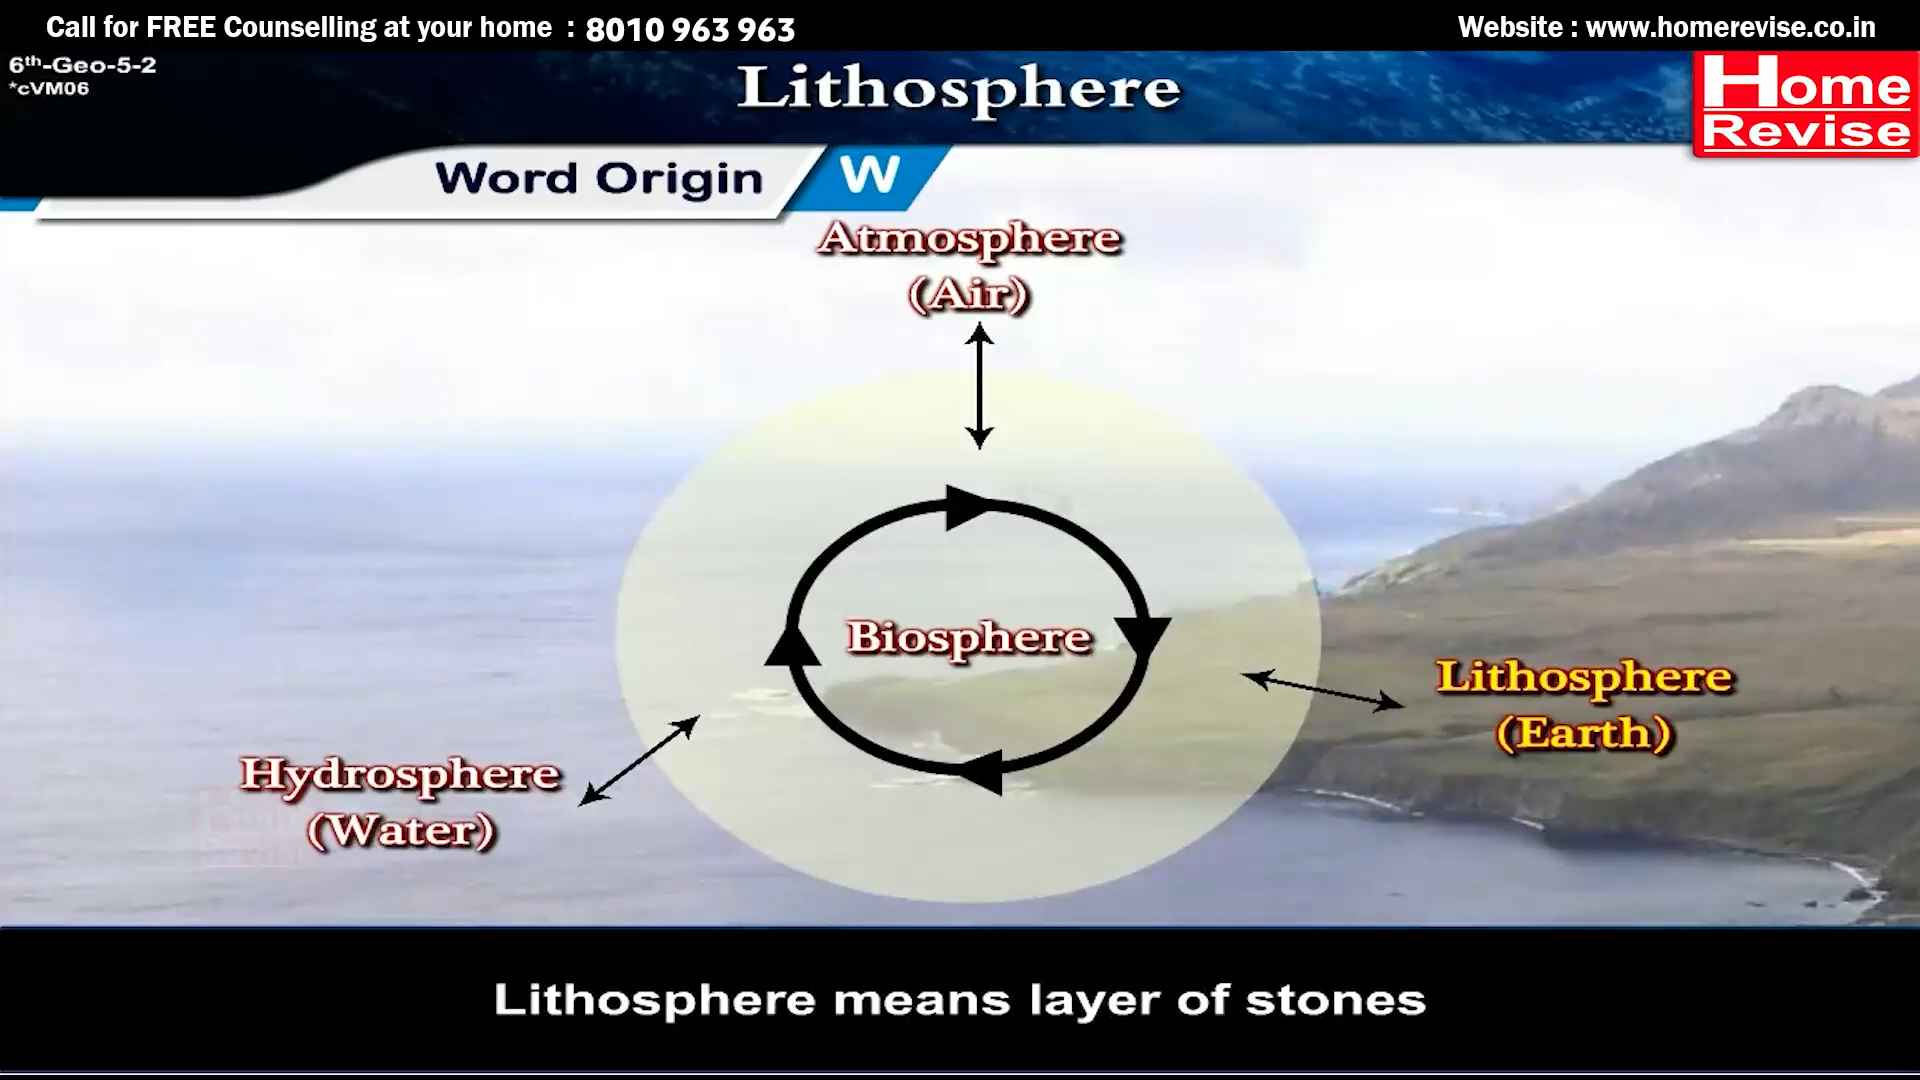 Call for FREE Counselling at your home : 8010 963 963
Website : www.homerevise.co.in
6th-Geo-5-2
*cVM06
Lithosphere
Home
Revise
Word Origin W
Atmosphere
(Air)
Biosphere
Lithosphere
(Earth)
Hydrosphere
(Water)
Lithosphere means layer of stones